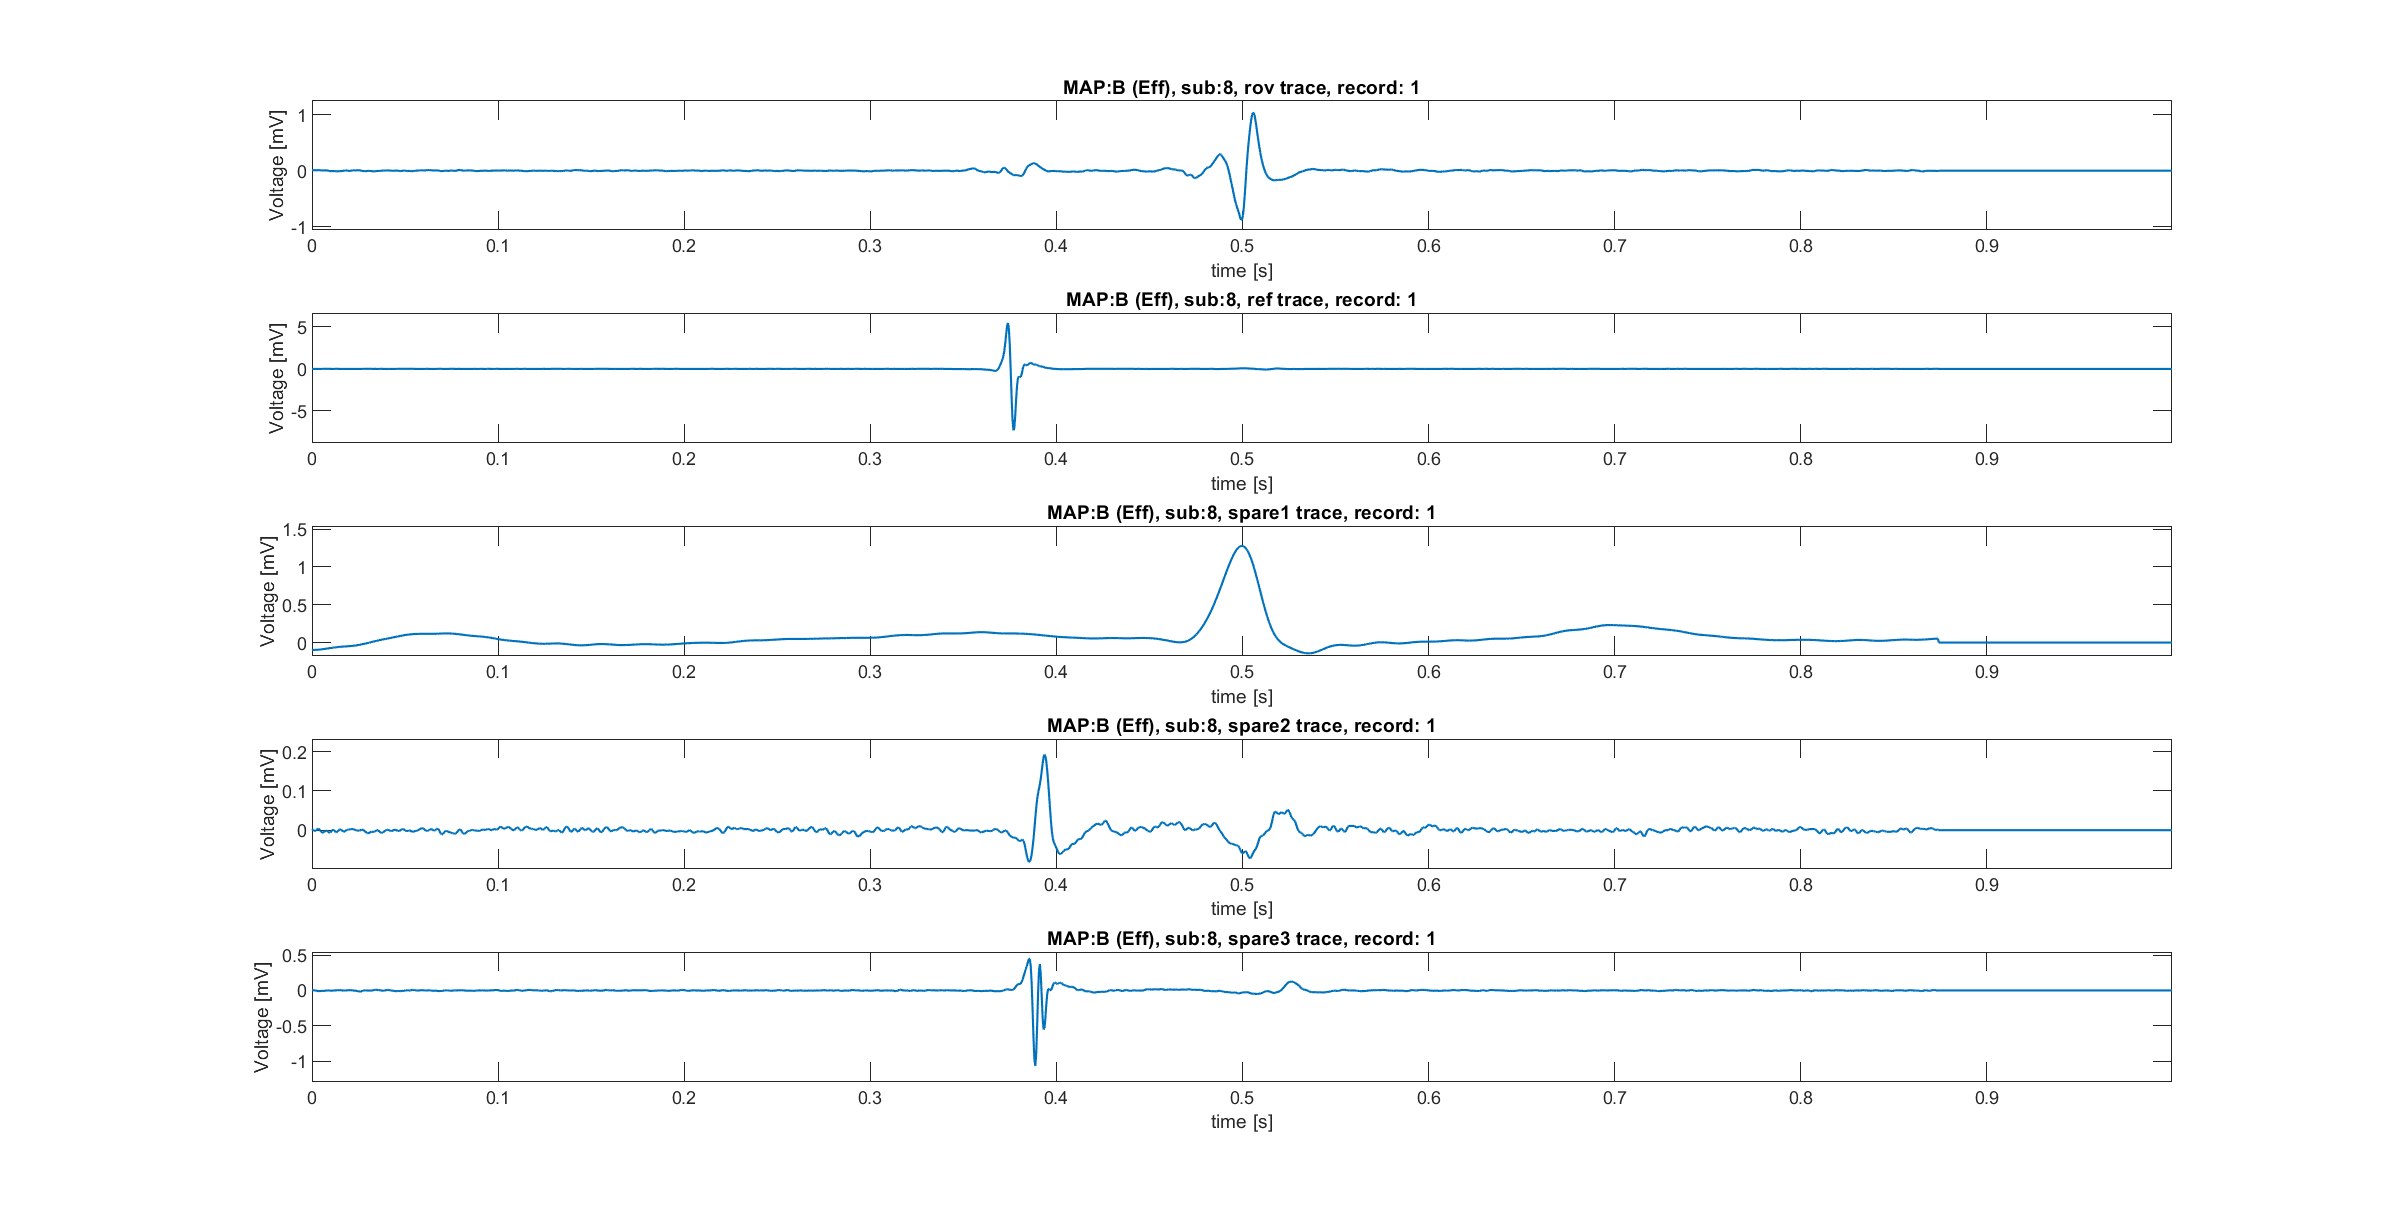 MAP:B (Eff), sub:8, rov trace, record: 1
Voltage [mV]
1
0
-1
0 0.1 0.2 0.3 0.4 0.5 0.6 0.7 0.8 0.9
time [s]
MAP:B (Eff), sub:8, ref trace, record: 1
Voltage [mV]
5
0
-5
0 0.1 0.2 0.3 0.4 0.5 0.6 0.7 0.8 0.9
time [s]
MAP:B (Eff), sub:8, spare1 trace, record: 1
Voltage [mV]
1.5
1
0.5
0
0 0.1 0.2 0.3 0.4 0.5 0.6 0.7 0.8 0.9
time [s]
MAP:B (Eff), sub:8, spare2 trace, record: 1
Voltage [mV]
0.2
0.1
0
0 0.1 0.2 0.3 0.4 0.5 0.6 0.7 0.8 0.9
time [s]
MAP:B (Eff), sub:8, spare3 trace, record: 1
Voltage [mV]
0.5
0
-0.5
-1
0 0.1 0.2 0.3 0.4 0.5 0.6 0.7 0.8 0.9
time [s]